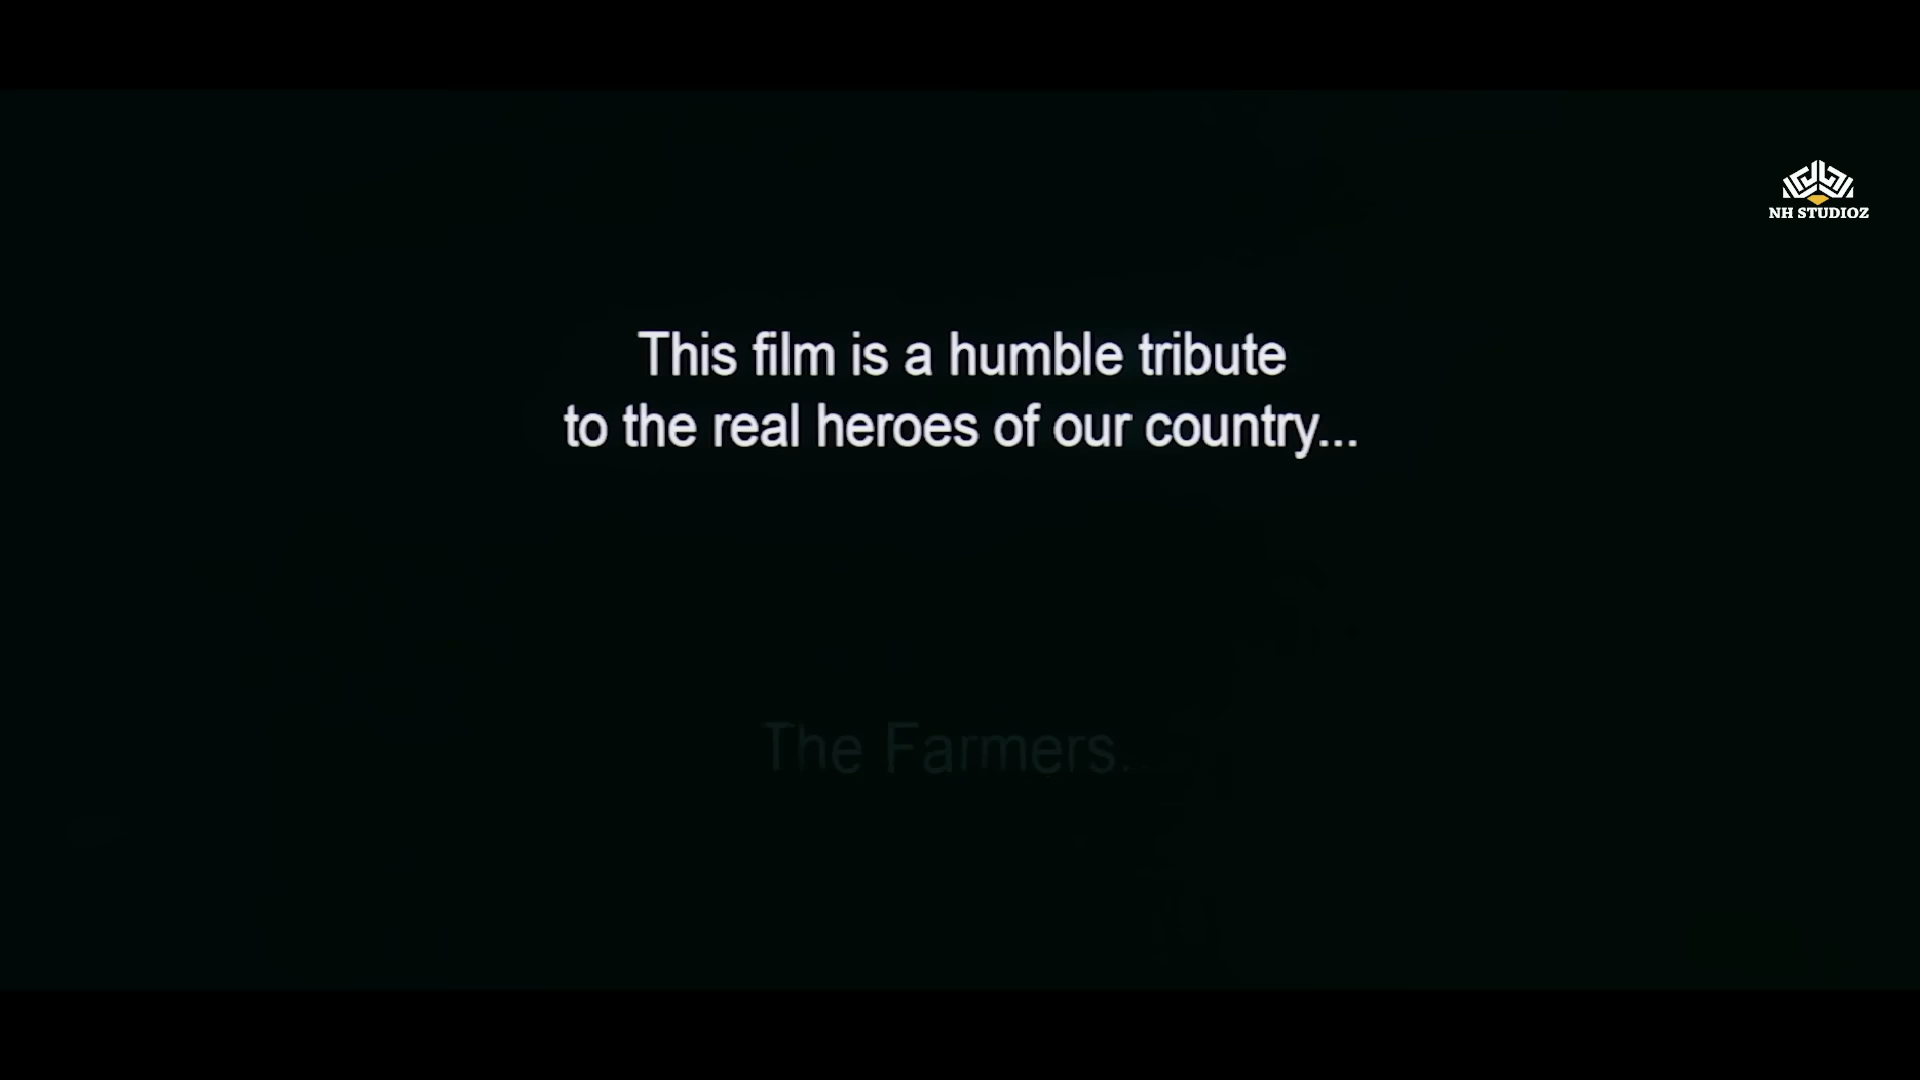 NH STUDIOZ
This film is a humble tribute
to the real heroes of our country...
The Farmers...